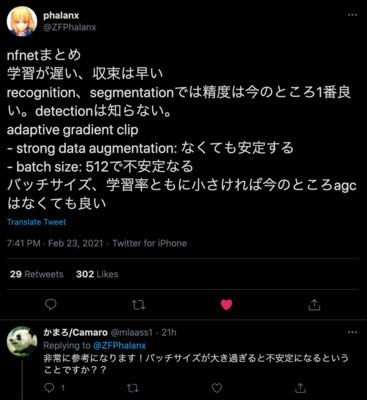 phalanx
@ZFPhalanx
nfnetまとめ
学習が遅い、収束は早い
recognition、segmentationでは精度は今のところ1番良
い。detectionは知らない。
adaptive gradient clip
- strong data augmentation: なくても安定する
- batch size: 512で不安定なる
バッチサイズ、学習率ともに小さければ今のところagc
はなくても良い
Translate Tweet
7:41 PM · Feb 23, 2021 · Twitter for iPhone
29 Retweets 302 Likes
かまろ/Camaro @mlaass1 · 21h
Replying to @ZFPhalanx
非常に参考になります！バッチサイズが大き過ぎると不安定になるという
ことですか？？
1